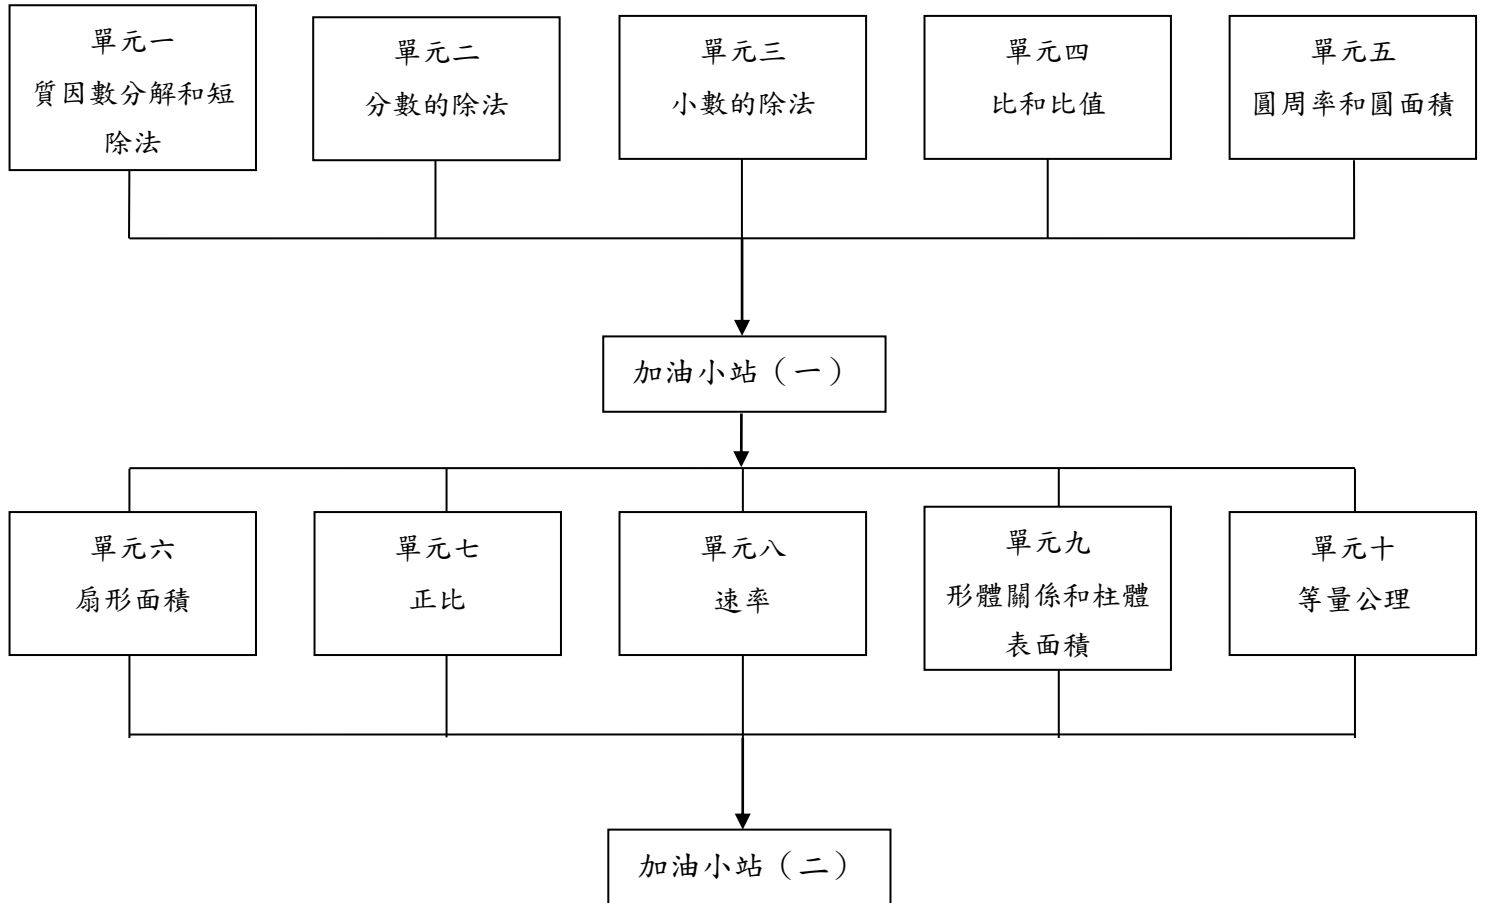 單元一
質因數分解和短
除法
單元二
分數的除法
單元三
小數的除法
單元四
比和比值
單元五
圓周率和圓面積
加油小站（一）
單元六
扇形面積
單元七
正比
單元八
速率
單元九
形體關係和柱體
表面積
單元十
等量公理
加油小站（二）